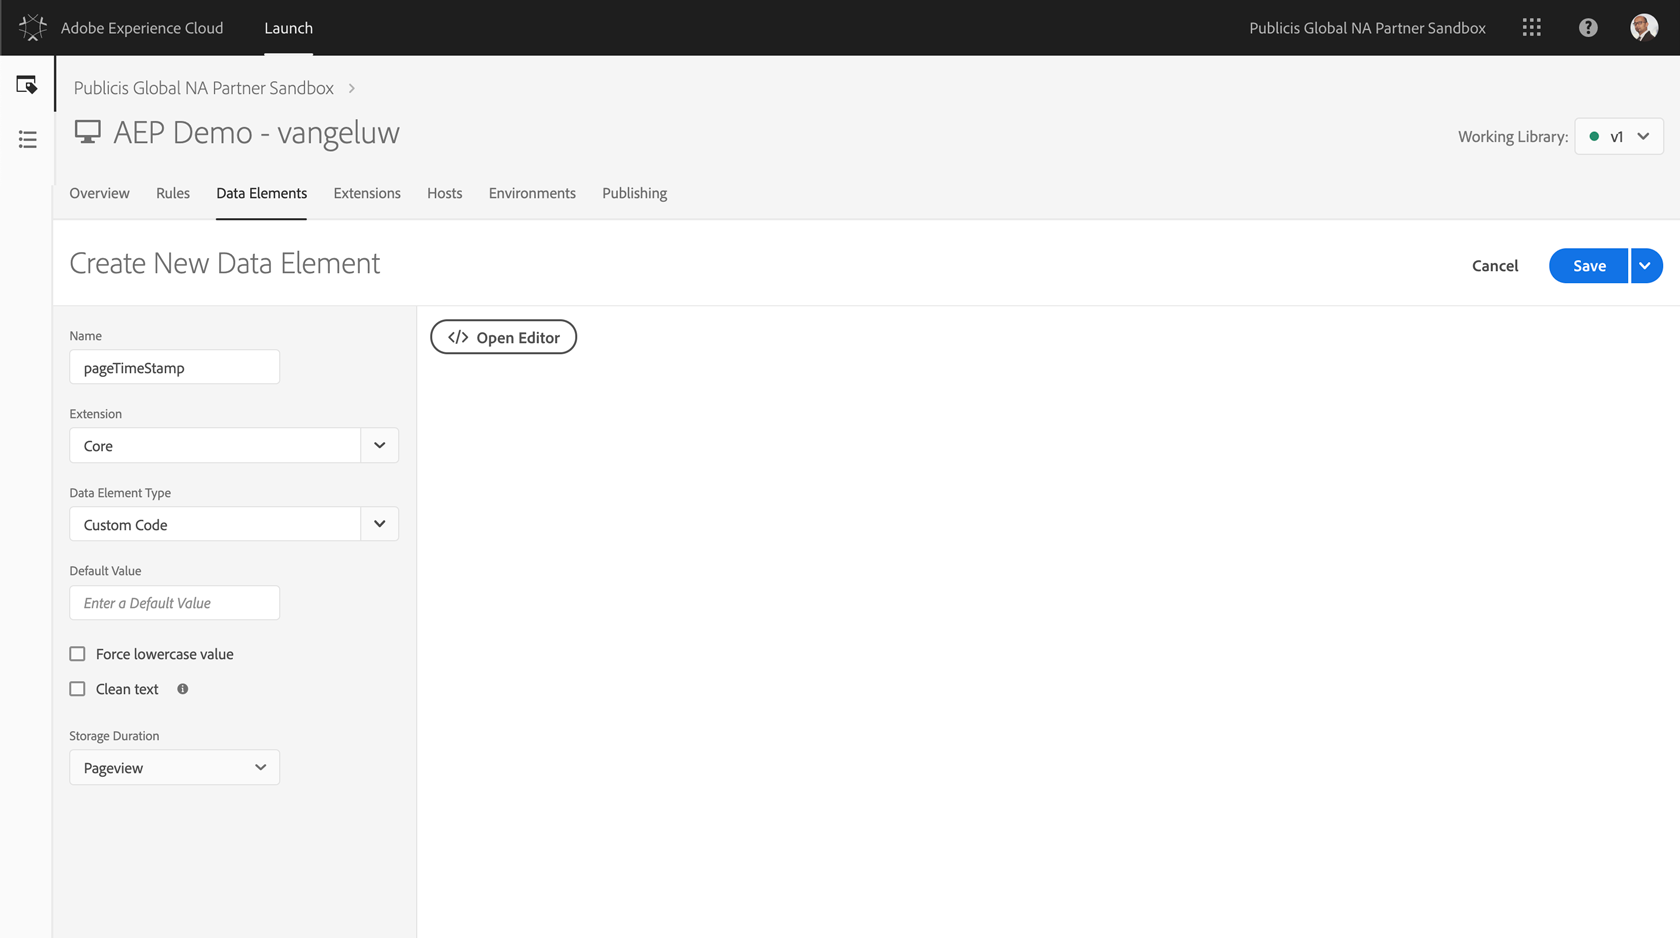 Adobe Experience Cloud
Launch
Publicis Global NA Partner Sandbox
Publicis Global NA Partner Sandbox
AEP Demo - vangeluw
Working Library:
v1
Overview
Rules
Data Elements
Extensions
Hosts
Environments
Publishing
Create New Data Element
Cancel
Save
Name
pageTimeStamp
</> Open Editor
Extension
Core
Data Element Type
Custom Code
Default Value
Enter a Default Value
Force lowercase value
Clean text
Storage Duration
Pageview